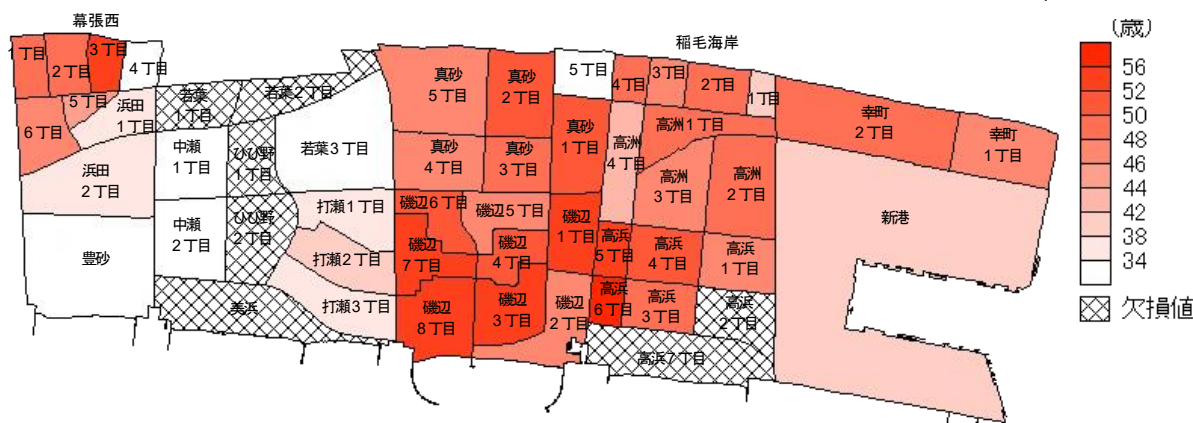 幕張西
(歳)
1丁目
2丁目
3丁目
4丁目
5丁目
6丁目
浜田
1丁目
浜田
2丁目
豊砂
若葉
1丁目
若葉2丁目
中瀬
1丁目
ひび野
1丁目
若葉3丁目
中瀬
2丁目
ひび野
2丁目
打瀬1丁目
打瀬2丁目
打瀬3丁目
美浜
真砂
5丁目
真砂
2丁目
真砂
4丁目
真砂
3丁目
真砂
1丁目
磯辺6丁目
磯辺5丁目
磯辺
7丁目
磯辺
4丁目
磯辺
1丁目
磯辺
8丁目
磯辺
3丁目
磯辺
2丁目
稲毛海岸
5丁目
4丁目
3丁目
2丁目
1丁目
高洲1丁目
高洲
4丁目
高洲
3丁目
高洲
2丁目
高浜
5丁目
高浜
4丁目
高浜
1丁目
高浜
6丁目
高浜
3丁目
高浜
2丁目
高浜7丁目
幸町
2丁目
幸町
1丁目
新港
56
52
50
48
46
44
42
38
34
欠損値